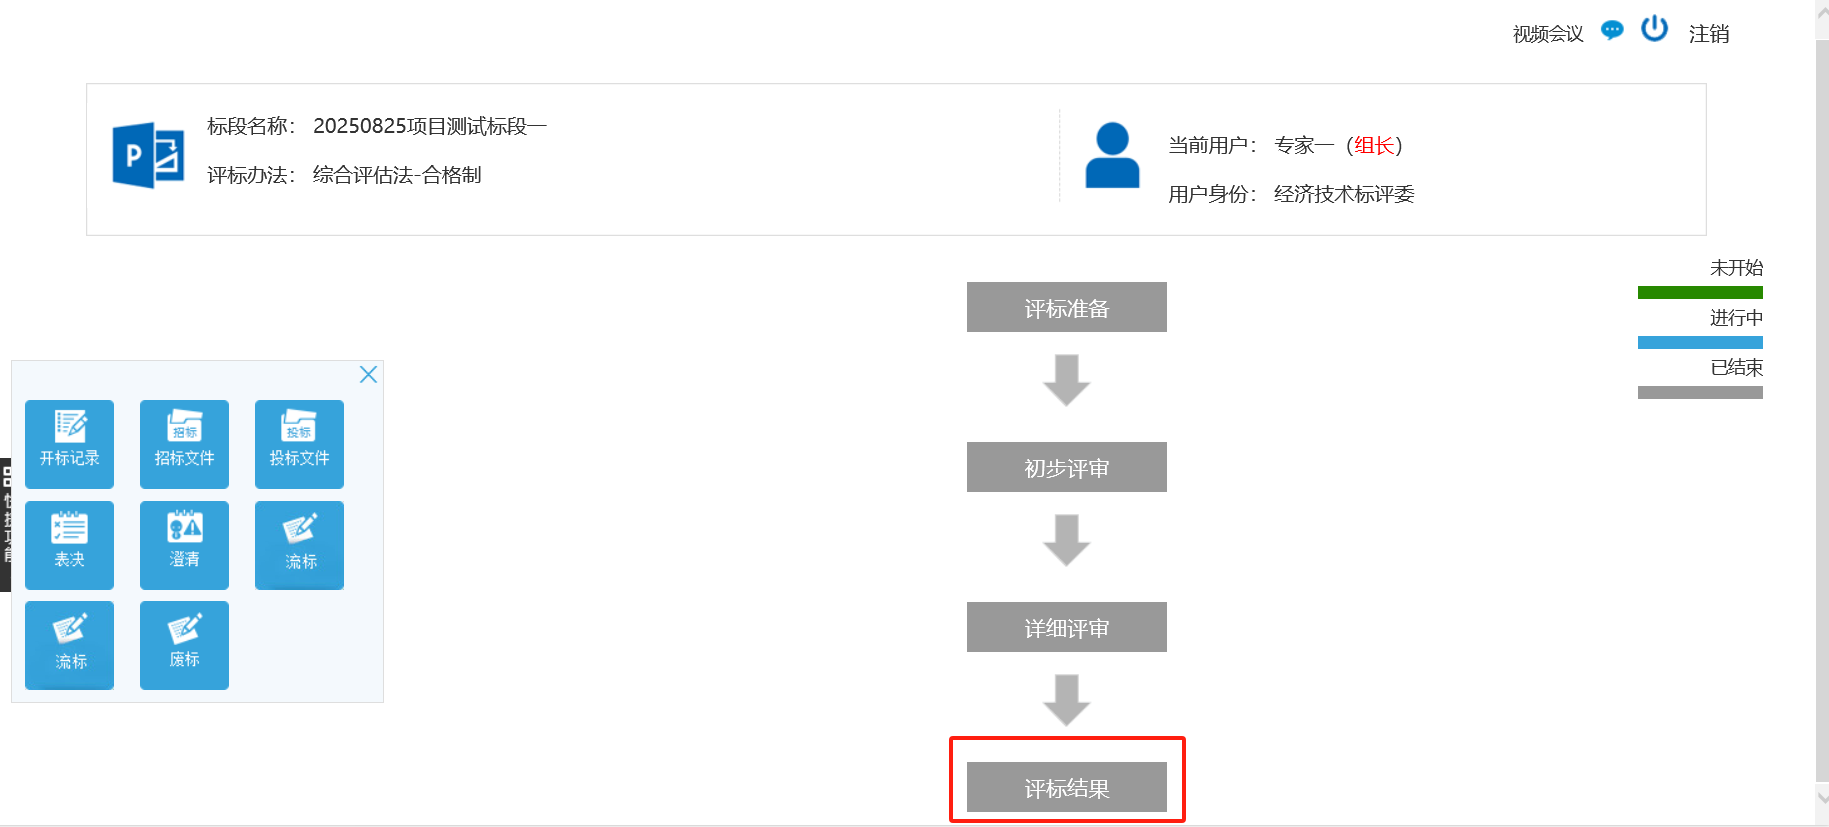 视频会议 注销
标段名称： 20250825项目测试标段一
评标办法： 综合评估法-合格制
当前用户： 专家一（组长）
用户身份： 经济技术标评委
未开始
进行中
已结束
评标准备
初步评审
详细评审
评标结果
招标 投标
开标记录 招标文件 投标文件
表决 澄清 流标
流标 废标